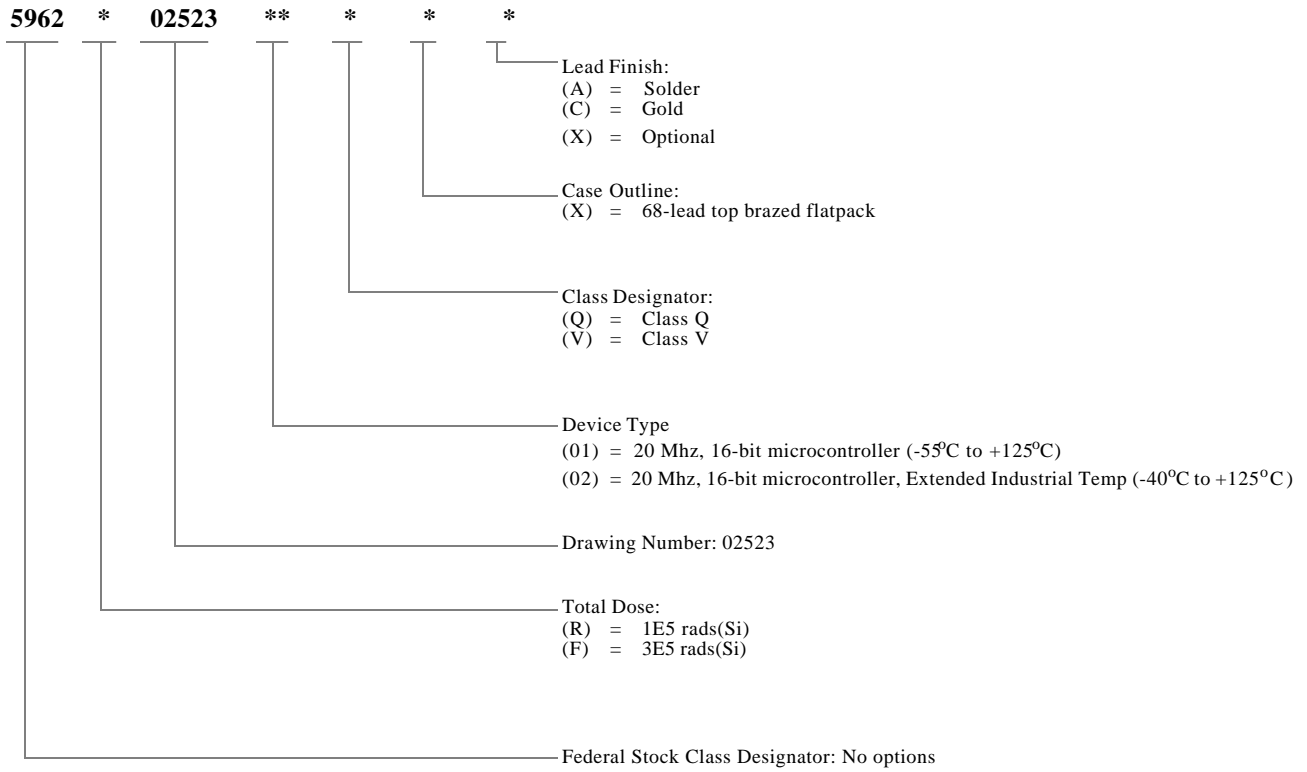 5962 * 02523 ** * * *
Lead Finish:
(A) = Solder
(C) = Gold
(X) = Optional
Case Outline:
(X) = 68-lead top brazed flatpack
Class Designator:
(Q) = Class Q
(V) = Class V
Device Type
(01) = 20 Mhz, 16-bit microcontroller (-55°C to +125°C)
(02) = 20 Mhz, 16-bit microcontroller, Extended Industrial Temp (-40°C to +125°C)
Drawing Number: 02523
Total Dose:
(R) = 1E5 rads(Si)
(F) = 3E5 rads(Si)
Federal Stock Class Designator: No options